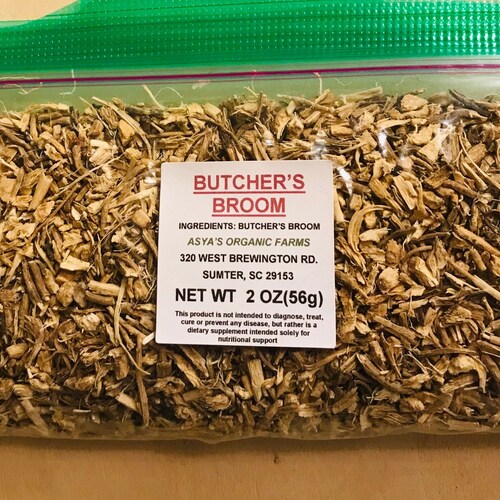 BUTCHER'S
BROOM
INGREDIENTS: BUTCHER'S BROOM
ASYA'S ORGANIC FARMS
320 WEST BREWINGTON RD.
SUMTER, SC 29153
NET WT 2 OZ(56g)
This product is not intended to diagnose, treat,
cure or prevent any disease, but rather is a
dietary supplement intended solely for
nutritional support